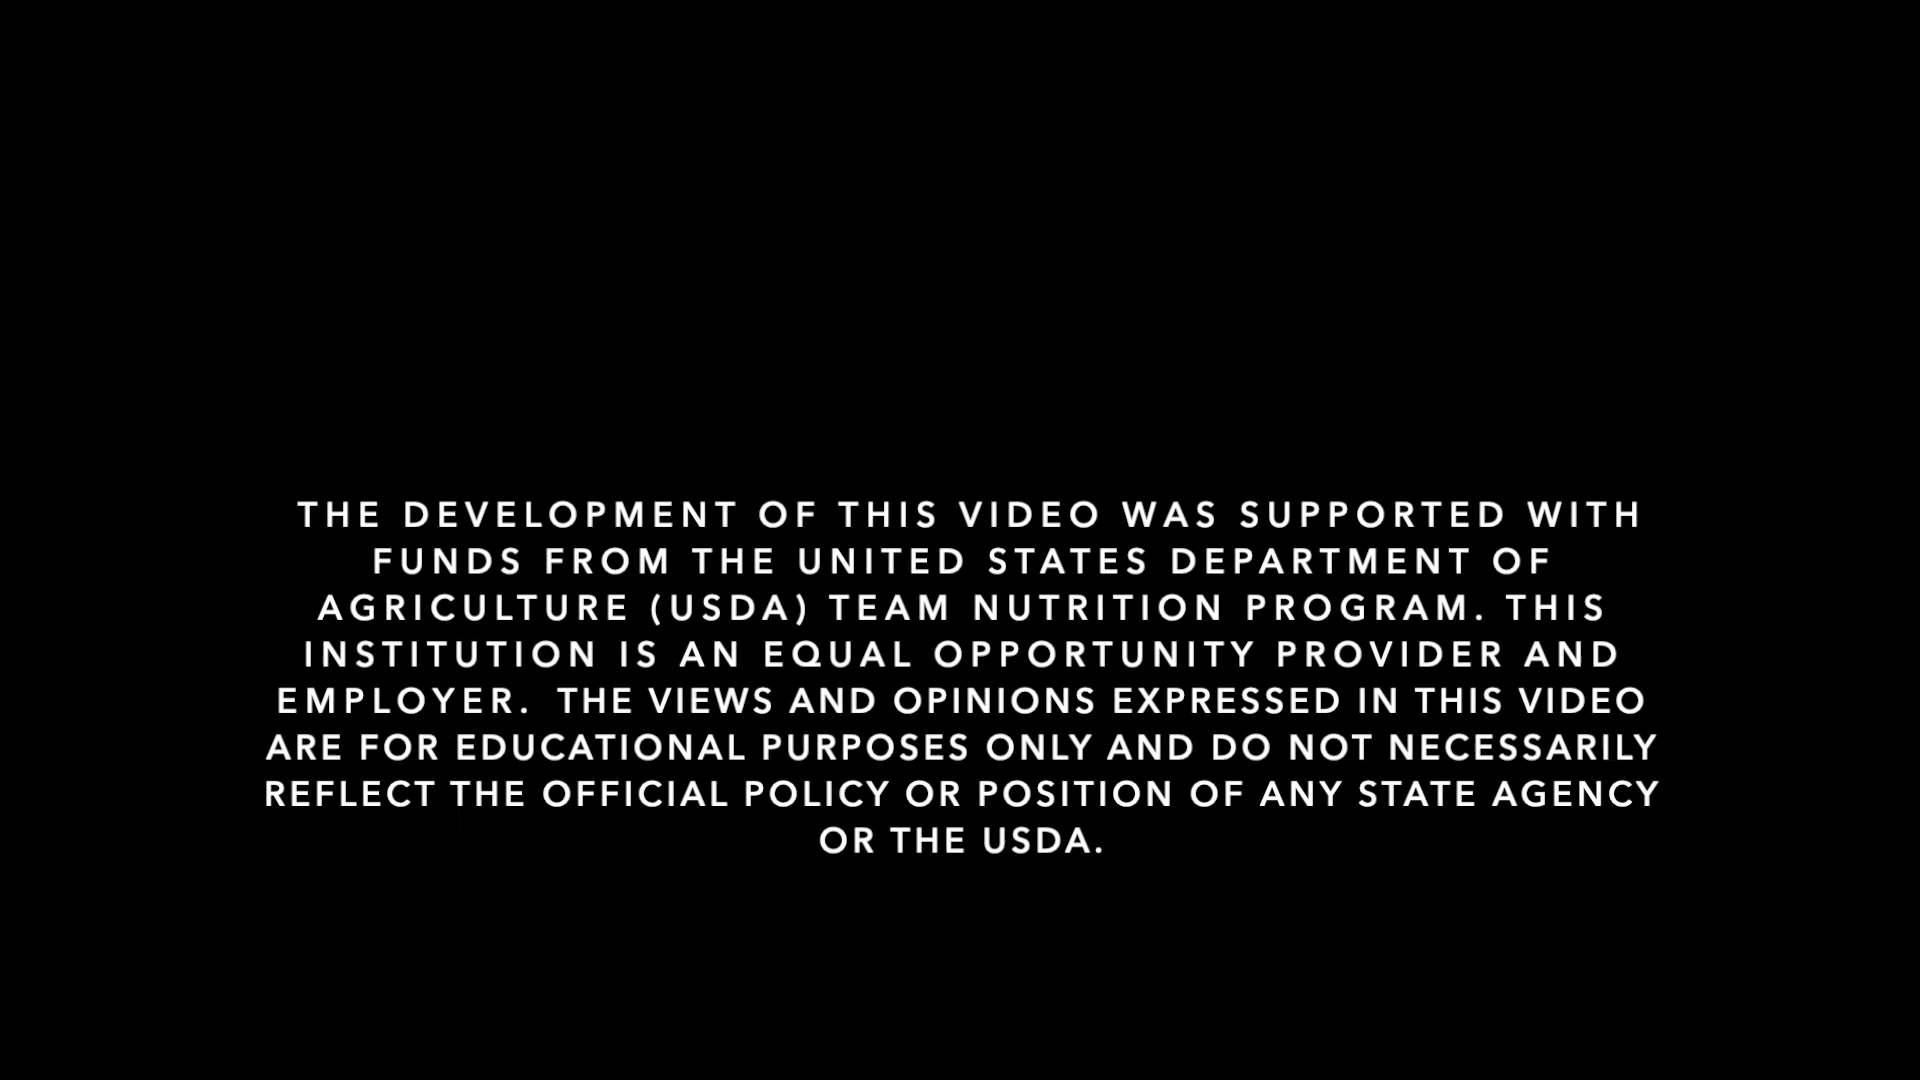 THE DEVELOPMENT OF THIS VIDEO WAS SUPPORTED WITH
FUNDS FROM THE UNITED STATES DEPARTMENT OF
AGRICULTURE (USDA) TEAM NUTRITION PROGRAM. THIS
INSTITUTION IS AN EQUAL OPPORTUNITY PROVIDER AND
EMPLOYER. THE VIEWS AND OPINIONS EXPRESSED IN THIS VIDEO
ARE FOR EDUCATIONAL PURPOSES ONLY AND DO NOT NECESSARILY
REFLECT THE OFFICIAL POLICY OR POSITION OF ANY STATE AGENCY
OR THE USDA.